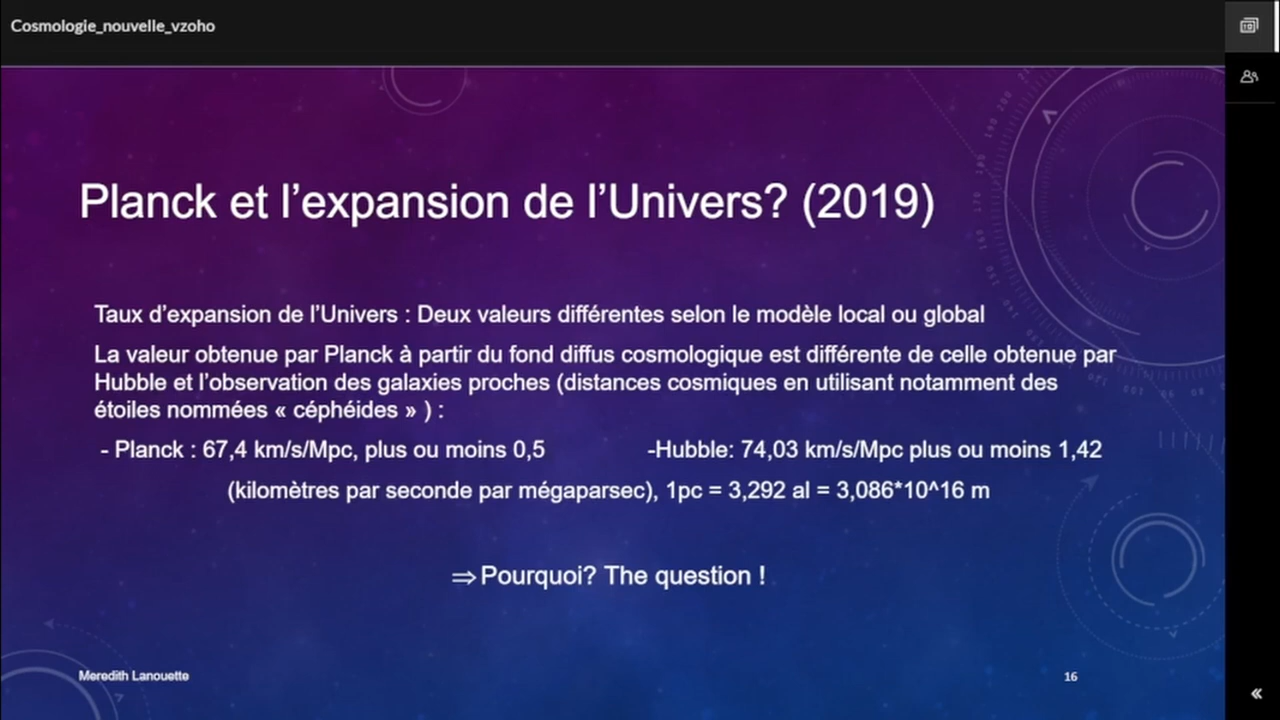 Cosmologie_nouvelle_vzoho
Planck et l’expansion de l’Univers? (2019)
Taux d’expansion de l’Univers : Deux valeurs différentes selon le modèle local ou global
La valeur obtenue par Planck à partir du fond diffus cosmologique est différente de celle obtenue par
Hubble et l’observation des galaxies proches (distances cosmiques en utilisant notamment des
étoiles nommées « céphéides » ) :
- Planck : 67,4 km/s/Mpc, plus ou moins 0,5 -Hubble: 74,03 km/s/Mpc plus ou moins 1,42
(kilomètres par seconde par mégaparsec), 1pc = 3,292 al = 3,086*10^16 m
⇒ Pourquoi? The question !
Meredith Lanouette
16